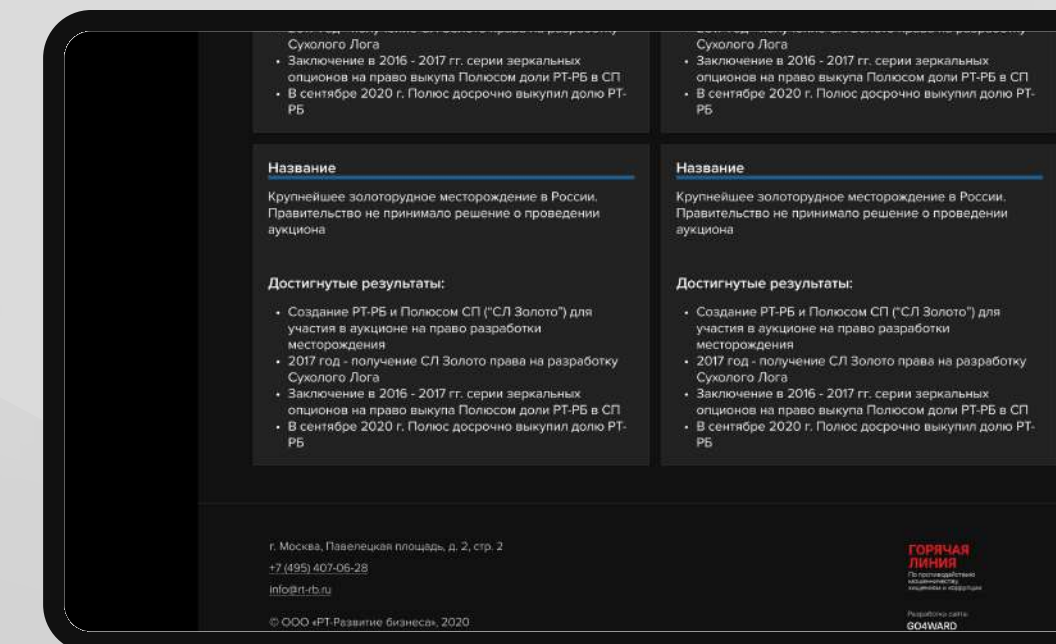 Сухолого Лога
• Заключение в 2016 - 2017 гг. серии зеркальных
опционов на право выкупа Полюсом доли РТ-РБ в СП
• В сентябре 2020 г. Полюс досрочно выкупил долю РТ-
РБ
Сухолого Лога
• Заключение в 2016 - 2017 гг. серии зеркальных
опционов на право выкупа Полюсом доли РТ-РБ в СП
• В сентябре 2020 г. Полюс досрочно выкупил долю РТ-
РБ
Название
Крупнейшее золоторудное месторождение в России.
Правительство не принимало решение о проведении
аукциона
Достигнутые результаты:
• Создание РТ-РБ и Полюсом СП (“СЛ Золото”) для
участия в аукционе на право разработки
месторождения
• 2017 год - получение СЛ Золото права на разработку
Сухолого Лога
• Заключение в 2016 - 2017 гг. серии зеркальных
опционов на право выкупа Полюсом доли РТ-РБ в СП
• В сентябре 2020 г. Полюс досрочно выкупил долю РТ-
РБ
Название
Крупнейшее золоторудное месторождение в России.
Правительство не принимало решение о проведении
аукциона
Достигнутые результаты:
• Создание РТ-РБ и Полюсом СП (“СЛ Золото”) для
участия в аукционе на право разработки
месторождения
• 2017 год - получение СЛ Золото права на разработку
Сухолого Лога
• Заключение в 2016 - 2017 гг. серии зеркальных
опционов на право выкупа Полюсом доли РТ-РБ в СП
• В сентябре 2020 г. Полюс досрочно выкупил долю РТ-
РБ
г. Москва, Павелецкая площадь, д. 2, стр. 2
+7 (495) 407-06-28
info@rt-rb.ru
© ООО «РТ-Развитие бизнеса», 2020
ГОРЯЧАЯ
ЛИНИЯ
По противодействию
мошенничеству,
хищениям и коррупции
Разработка сайта
GO4WARD